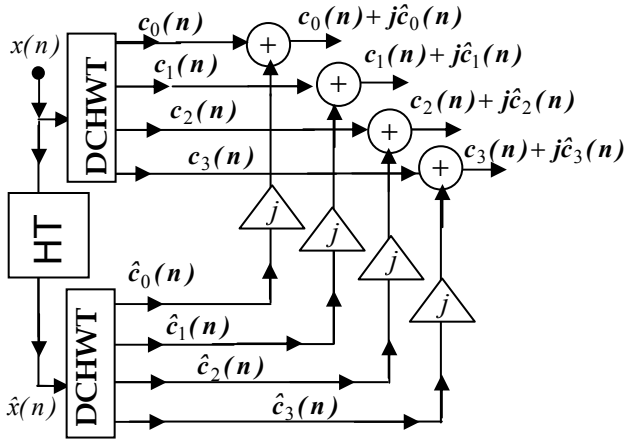 x(n)
DCHWT
c₀(n)
c₁(n)
c₂(n)
c₃(n)
+
+
+
+
c₀(n)+jĉ₀(n)
c₁(n)+jĉ₁(n)
c₂(n)+jĉ₂(n)
c₃(n)+jĉ₃(n)
HT
j
j
j
j
x̂(n)
DCHWT
ĉ₀(n)
ĉ₁(n)
ĉ₂(n)
ĉ₃(n)